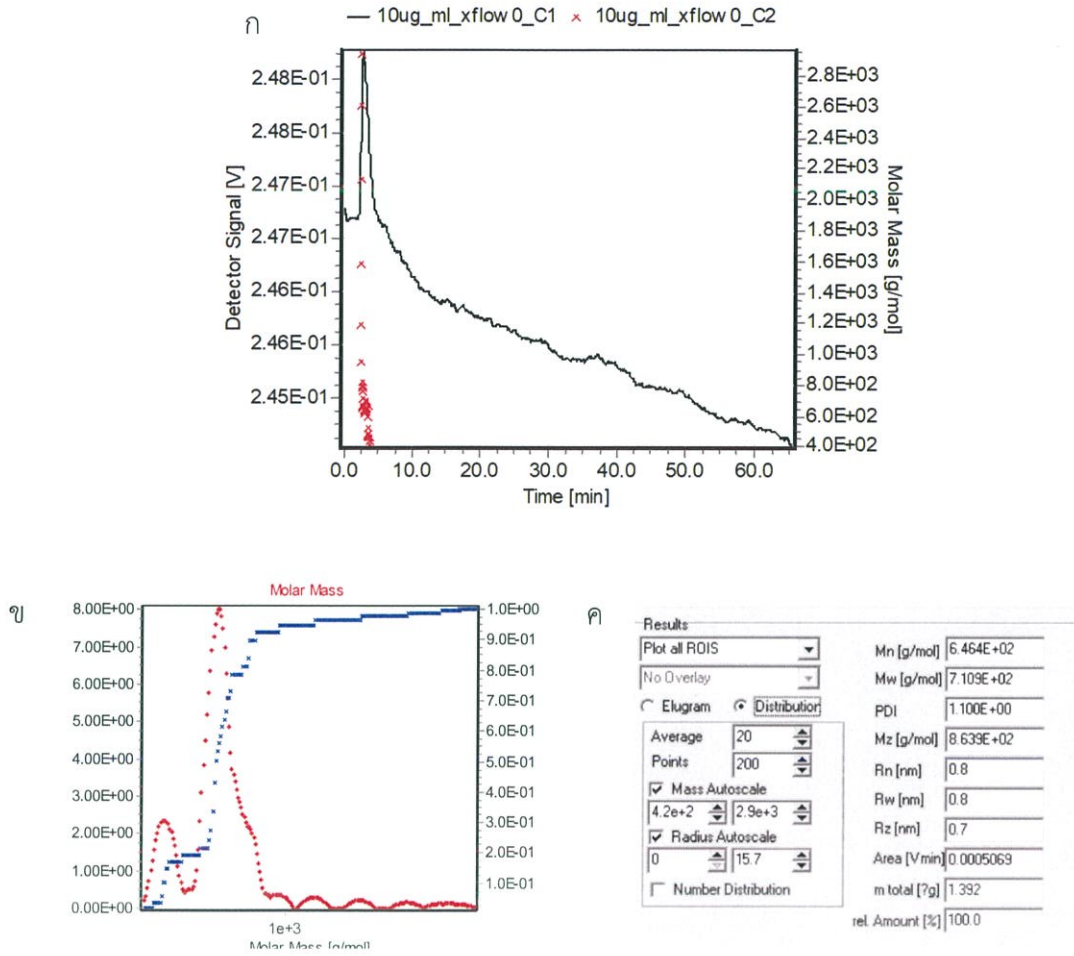 ก
10ug_ml_xflow 0_C1 × 10ug_ml_xflow 0_C2
Detector Signal [V]
2.48E-01
2.48E-01
2.47E-01
2.47E-01
2.46E-01
2.46E-01
2.45E-01
2.8E+03
2.6E+03
2.4E+03
2.2E+03
2.0E+03
1.8E+03
1.6E+03
1.4E+03
1.2E+03
1.0E+03
8.0E+02
6.0E+02
4.0E+02
Molar Mass [g/mol]
0.0 10.0 20.0 30.0 40.0 50.0 60.0
Time [min]
ข
Molar Mass
8.00E+00
7.00E+00
6.00E+00
5.00E+00
4.00E+00
3.00E+00
2.00E+00
1.00E+00
0.00E+00
1.0E+00
9.0E-01
8.0E-01
7.0E-01
6.0E-01
5.0E-01
4.0E-01
3.0E-01
2.0E-01
1.0E-01
1e+3
Molar Mass [g/mol]
ค
Results
Plot all ROIS
No Overlay
Elugram Distribution
Average 20
Points 200
Mass Autoscale
4.2e+2 2.9e+3
Radius Autoscale
0 15.7
Number Distribution
Mn [g/mol] 6.464E+02
Mw [g/mol] 7.109E+02
PDI 1.100E+00
Mz [g/mol] 8.639E+02
Rn [nm] 0.8
Rw [nm] 0.8
Rz [nm] 0.7
Area [Vmin] 0.0005069
m total [?g] 1.392
rel. Amount [%] 100.0